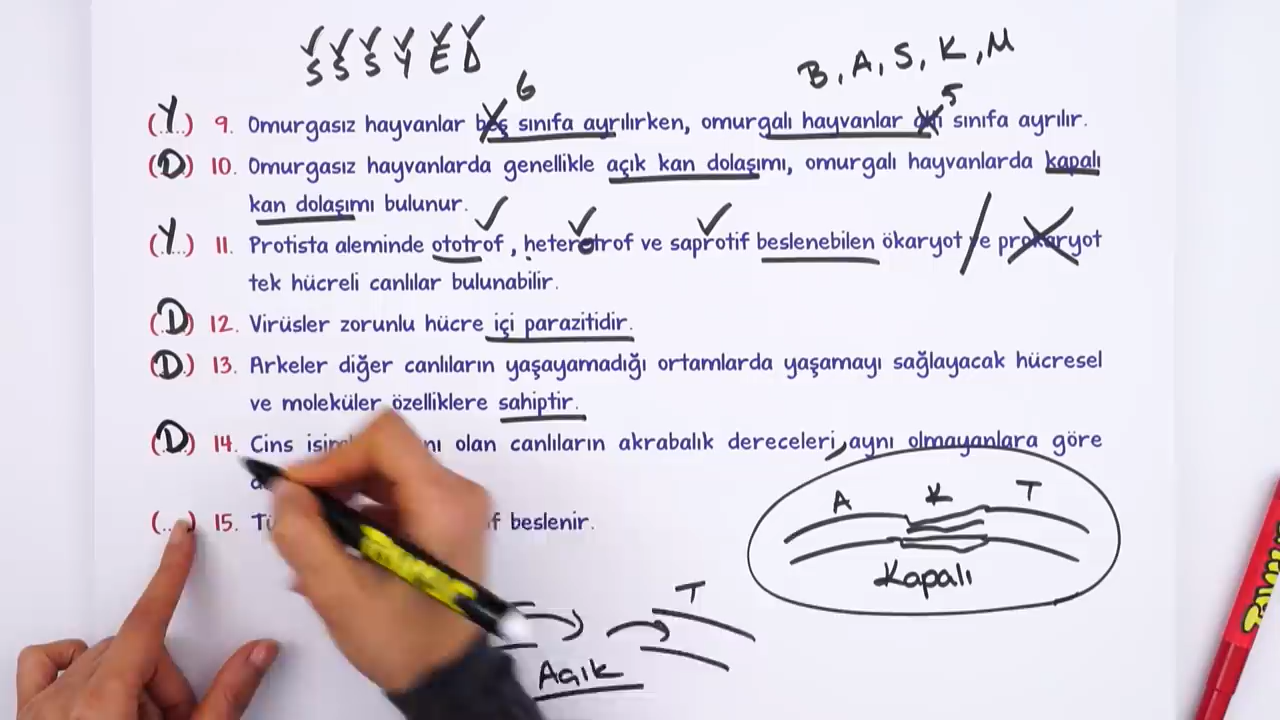 S S S Y E D
B, A, S, K, M
6
5
(Y) 9. Omurgasız hayvanlar beş sınıfa ayrılırken, omurgalı hayvanlar sınıfa ayrılır.
(D) 10. Omurgasız hayvanlarda genellikle açık kan dolaşımı, omurgalı hayvanlarda kapalı
kan dolaşımı bulunur.
(Y) 11. Protista aleminde ototrof, heterotrof ve saprotif beslenebilen ökaryot ve prokaryot
tek hücreli canlılar bulunabilir.
(D) 12. Virüsler zorunlu hücre içi parazitidir.
(D) 13. Arkeler diğer canlıların yaşayamadığı ortamlarda yaşamayı sağlayacak hücresel
ve moleküler özelliklere sahiptir.
(D) 14. Cins olan canlıların akrabalık dereceleri, aynı olmayanlara göre
A K T
(....) 15. beslenir.
Kapalı
T
Açık